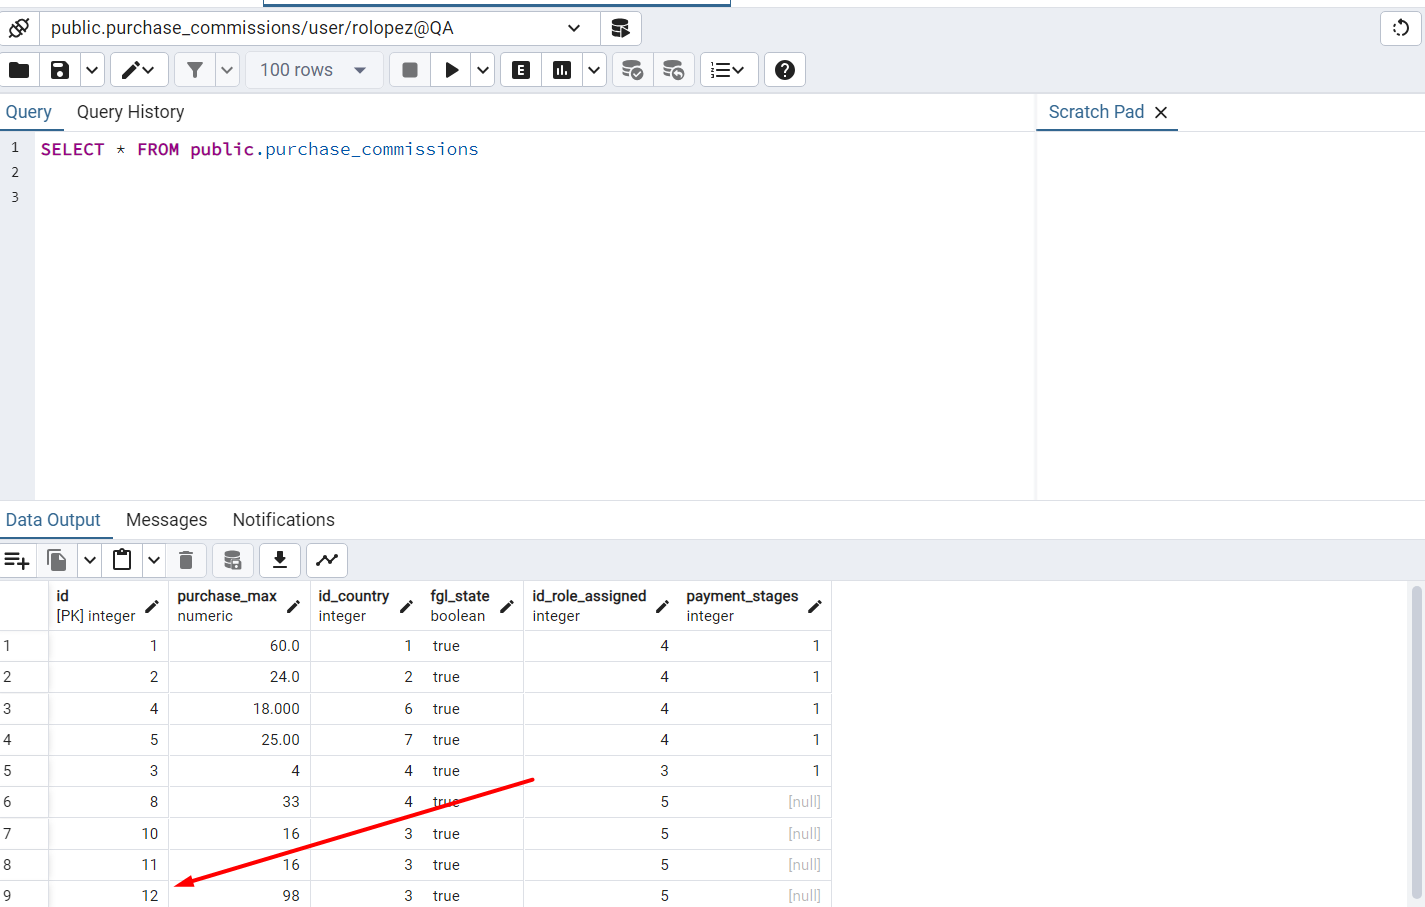 public.purchase_commissions/user/rolopez@QA
100 rows
E
Query Query History Scratch Pad
1 SELECT * FROM public.purchase_commissions
2
3
Data Output Messages Notifications
id purchase_max id_country fgl_state id_role_assigned payment_stages
[PK] integer numeric integer boolean integer integer
1 1 60.0 1 true 4 1
2 2 24.0 2 true 4 1
3 4 18.000 6 true 4 1
4 5 25.00 7 true 4 1
5 3 4 4 true 3 1
6 8 33 4 true 5 [null]
7 10 16 3 true 5 [null]
8 11 16 3 true 5 [null]
9 12 98 3 true 5 [null]